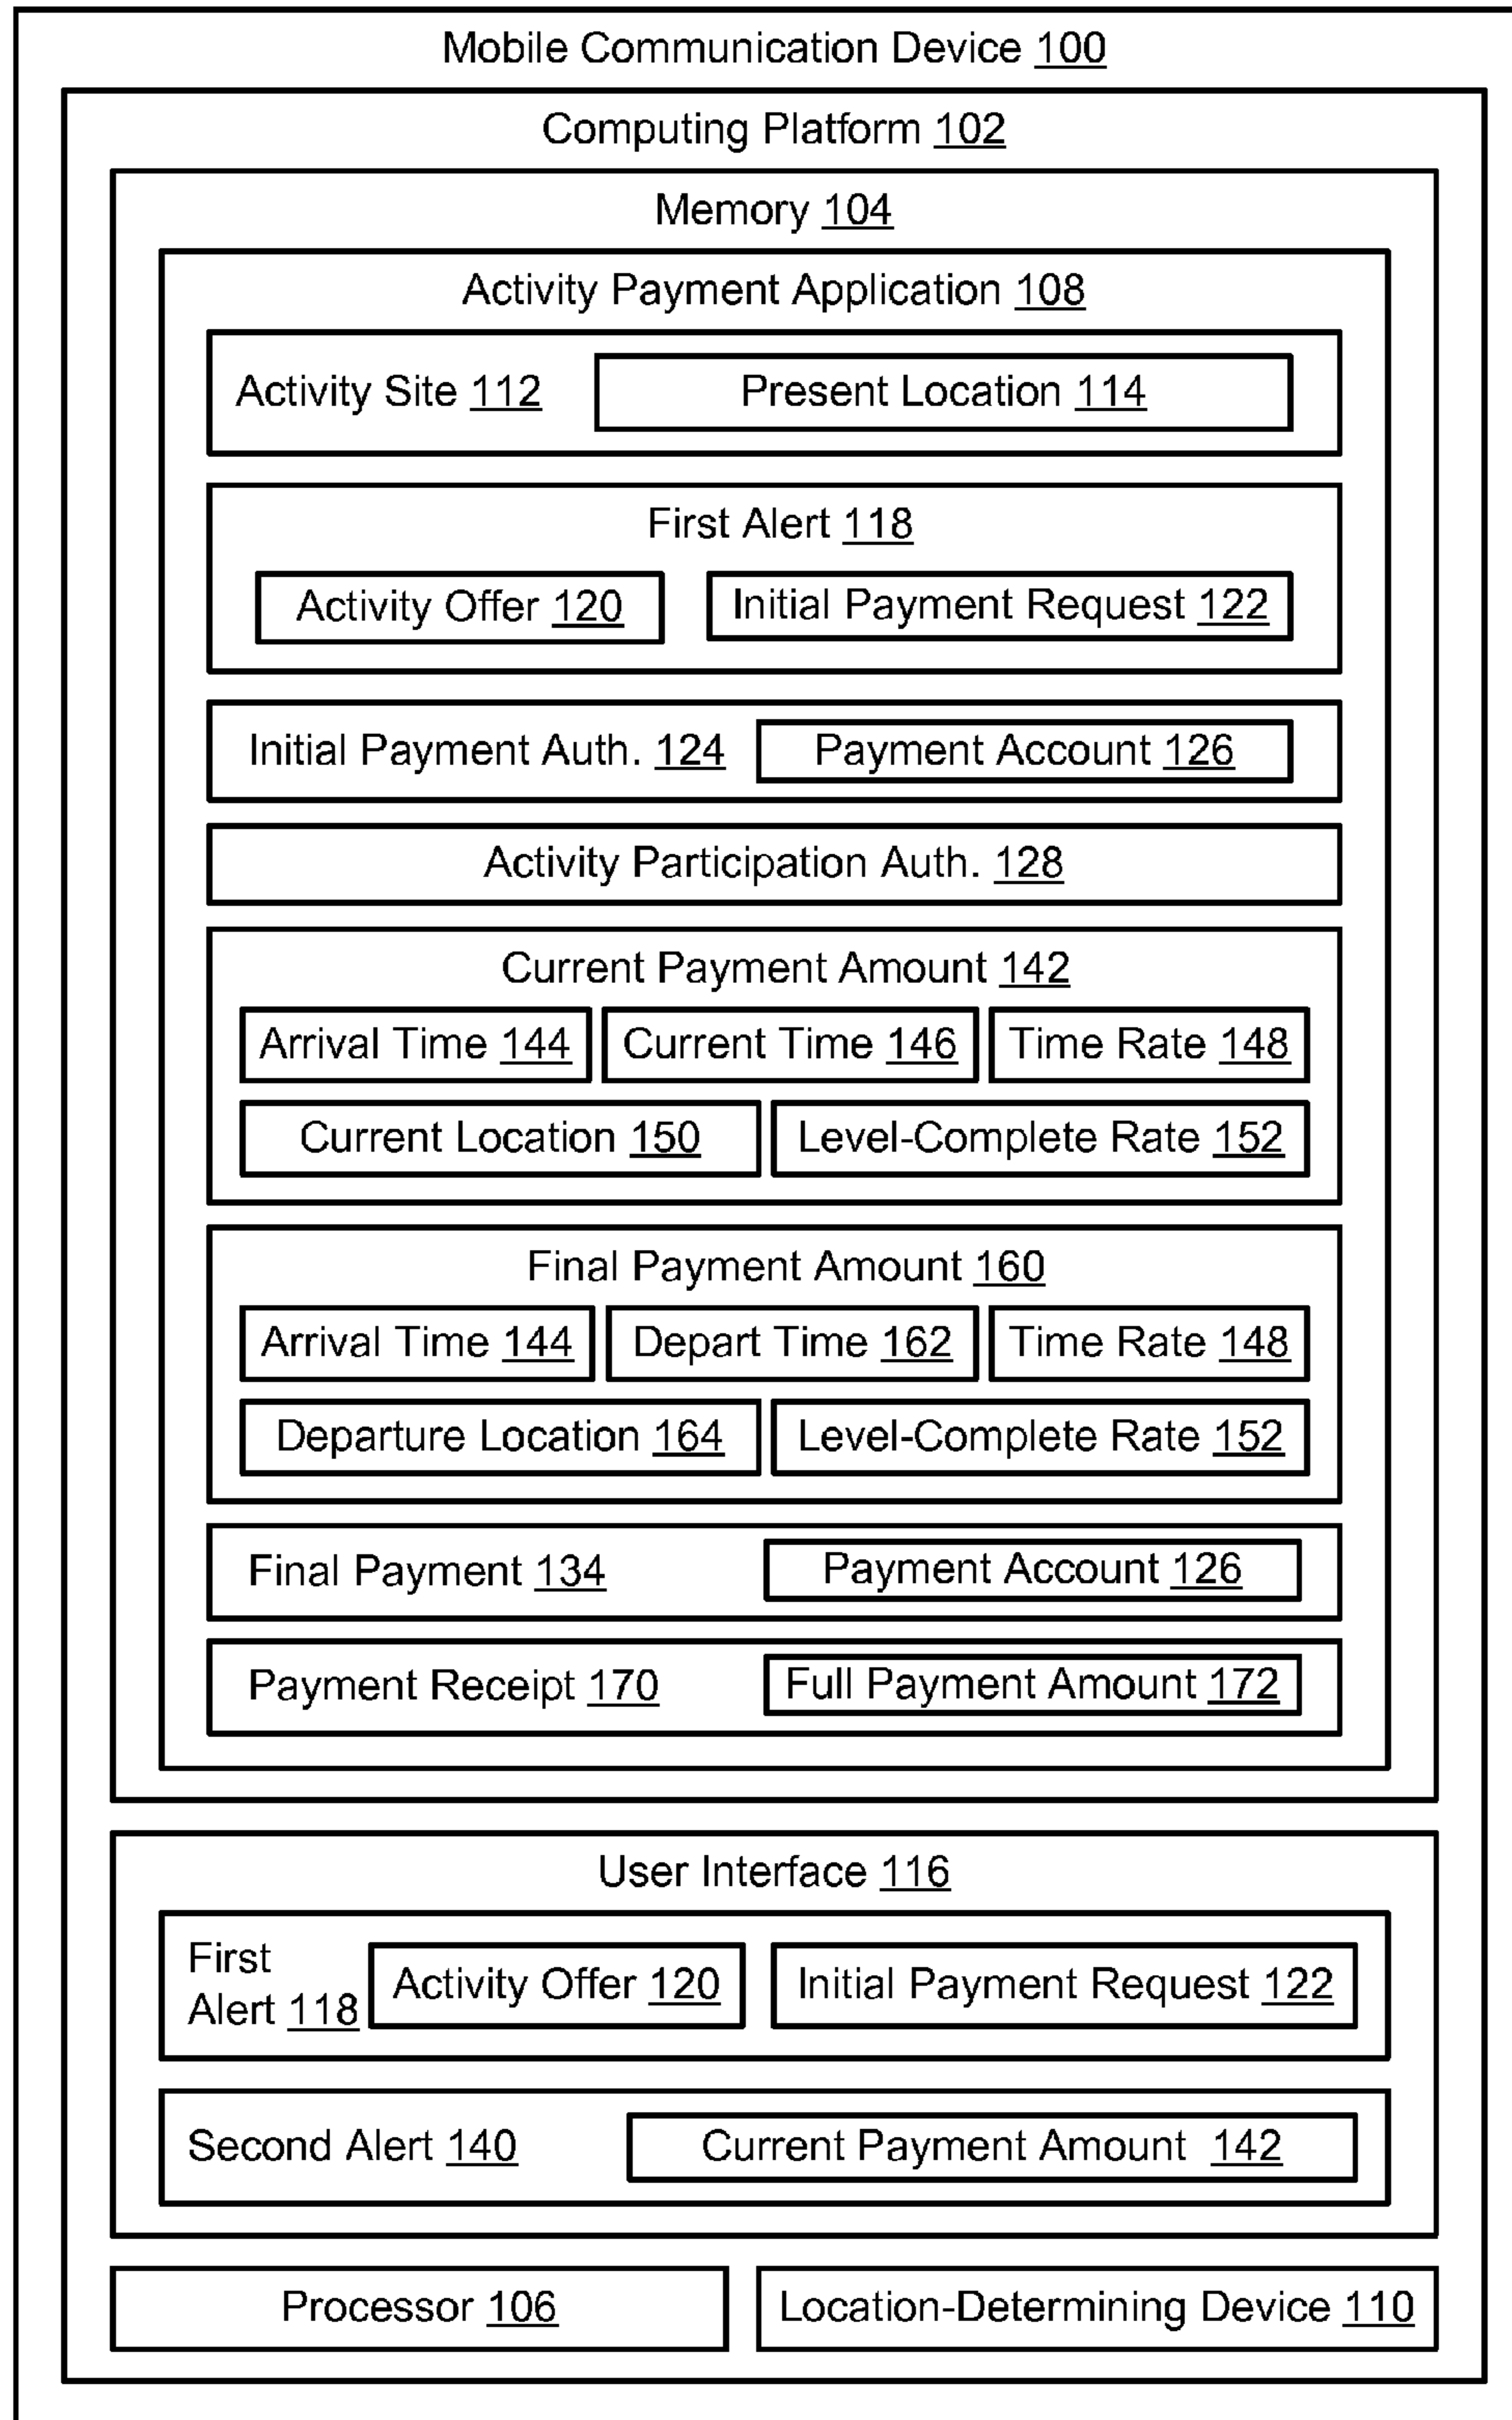 Mobile Communication Device 100
Computing Platform 102
Memory 104
Activity Payment Application 108
Activity Site 112 Present Location 114
First Alert 118
Activity Offer 120 Initial Payment Request 122
Initial Payment Auth. 124 Payment Account 126
Activity Participation Auth. 128
Current Payment Amount 142
Arrival Time 144 Current Time 146 Time Rate 148
Current Location 150 Level-Complete Rate 152
Final Payment Amount 160
Arrival Time 144 Depart Time 162 Time Rate 148
Departure Location 164 Level-Complete Rate 152
Final Payment 134 Payment Account 126
Payment Receipt 170 Full Payment Amount 172
User Interface 116
First
Alert 118 Activity Offer 120 Initial Payment Request 122
Second Alert 140 Current Payment Amount 142
Processor 106 Location-Determining Device 110